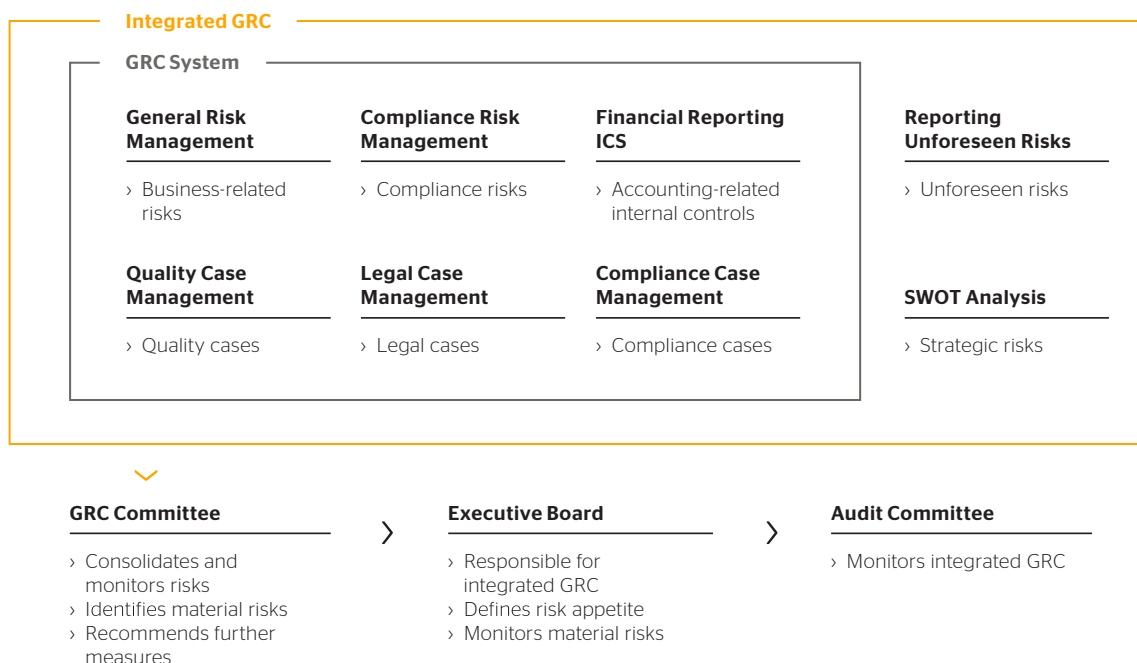 Integrated GRC
GRC System
General Risk
Management
› Business-related
risks
Compliance Risk
Management
› Compliance risks
Financial Reporting
ICS
› Accounting-related
internal controls
Reporting
Unforeseen Risks
› Unforeseen risks
Quality Case
Management
› Quality cases
Legal Case
Management
› Legal cases
Compliance Case
Management
› Compliance cases
SWOT Analysis
› Strategic risks
GRC Committee
› Consolidates and
monitors risks
› Identifies material risks
› Recommends further
measures
Executive Board
› Responsible for
integrated GRC
› Defines risk appetite
› Monitors material risks
Audit Committee
› Monitors integrated GRC